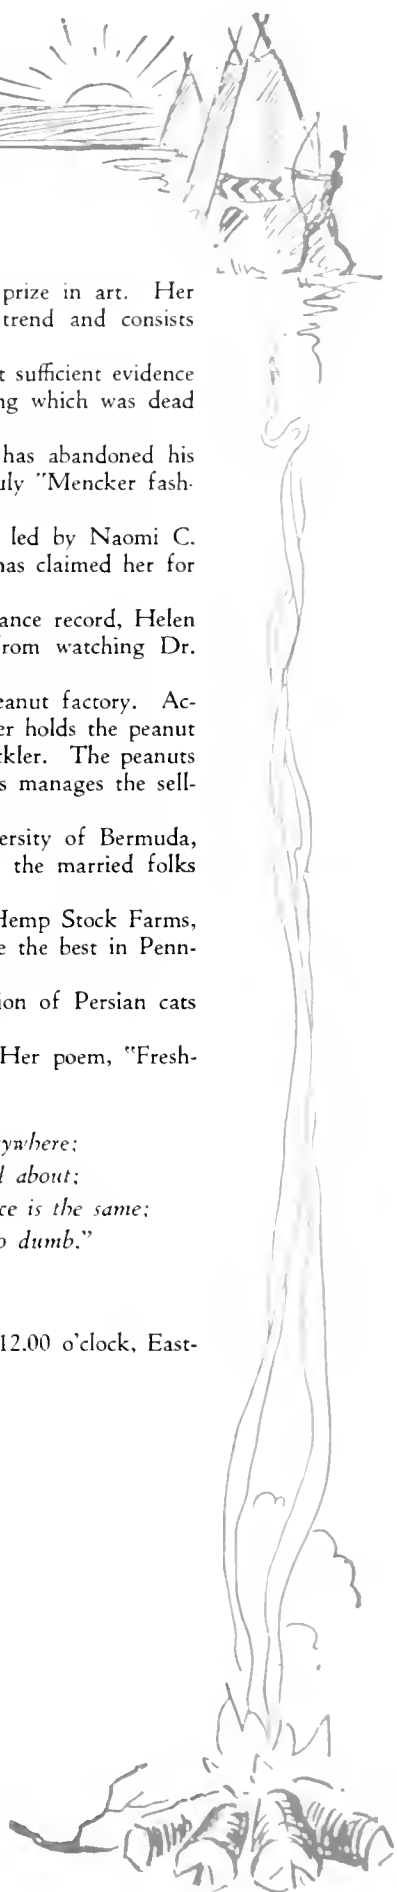 prize in art. Her
trend and consists
t sufficient evidence
ng which was dead
has abandoned his
uly "Mencker fash-
led by Naomi C.
has claimed her for
ance record, Helen
from watching Dr.
eanut factory. Ac-
er holds the peanut
kler. The peanuts
s manages the sell-
ersity of Bermuda,
the married folks
Hemp Stock Farms,
e the best in Penn-
ion of Persian cats
Her poem, "Fresh-
ywhere;
l about;
ce is the same;
o dumb."
12.00 o'clock, East-